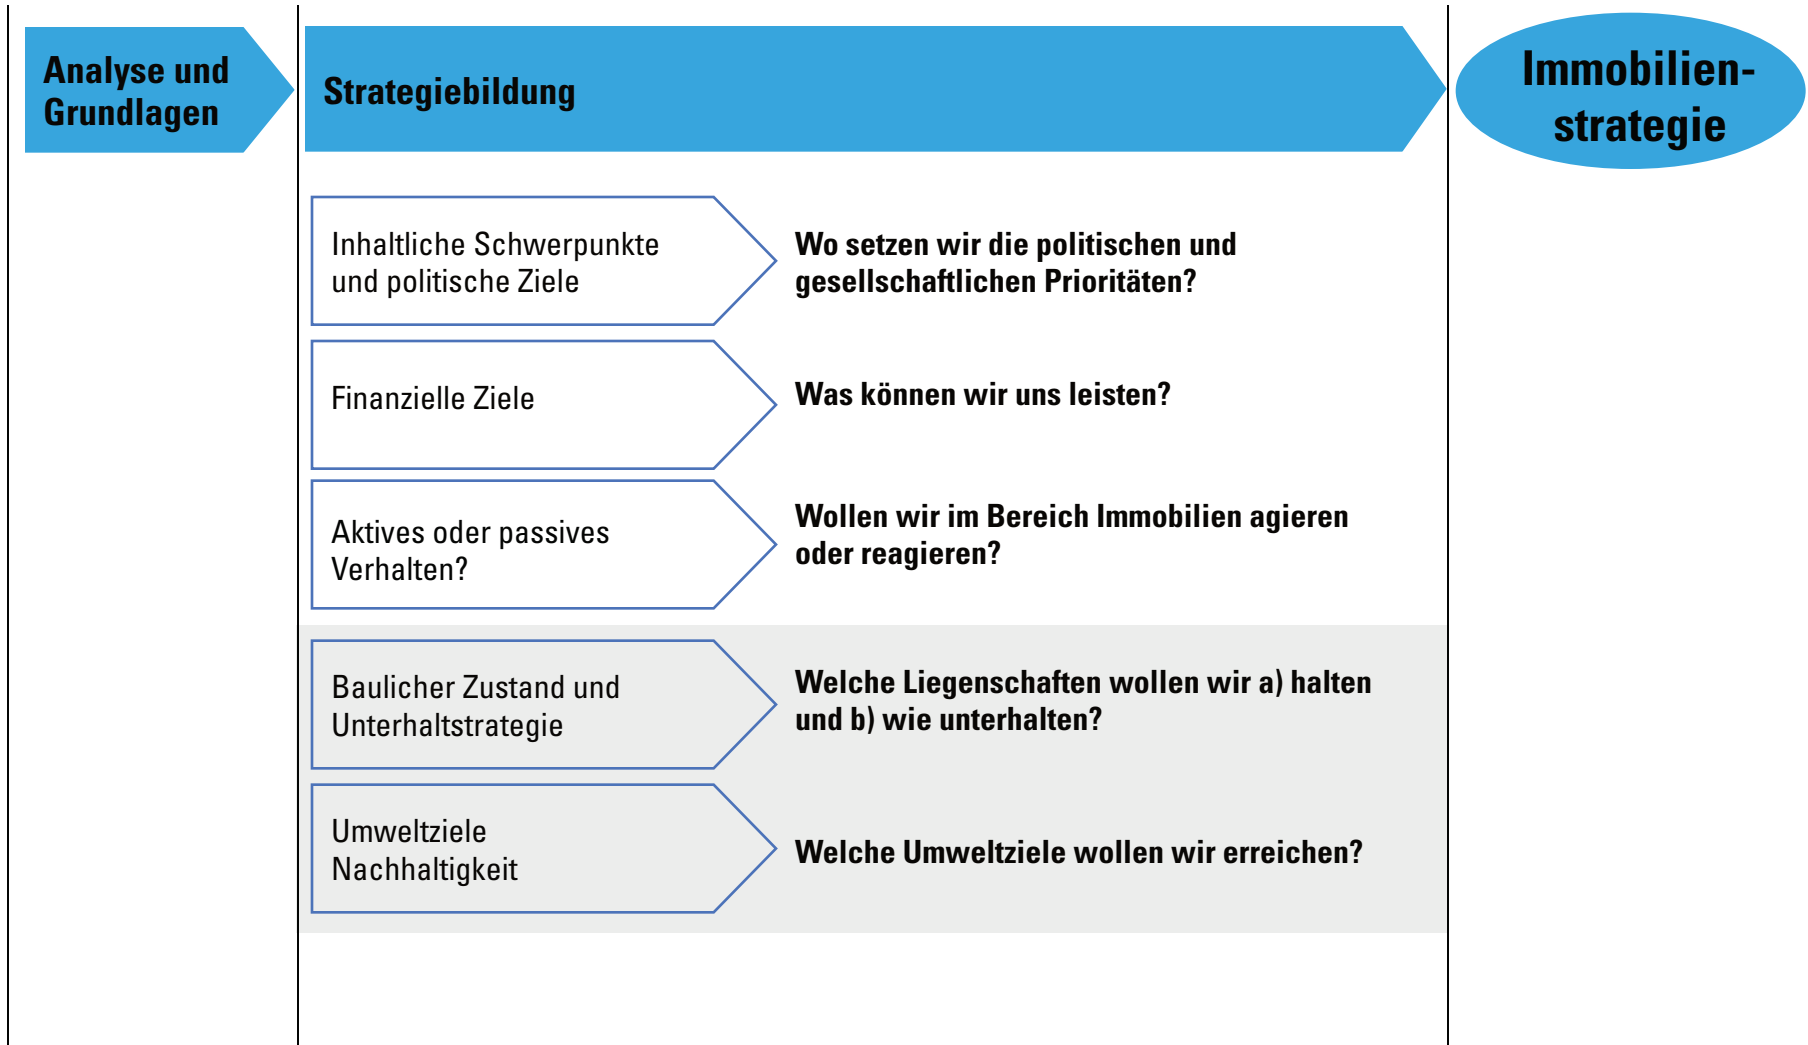 Analyse und
Grundlagen
Strategiebildung
Immobilien-
strategie
Inhaltliche Schwerpunkte
und politische Ziele
Wo setzen wir die politischen und
gesellschaftlichen Prioritäten?
Finanzielle Ziele
Was können wir uns leisten?
Aktives oder passives
Verhalten?
Wollen wir im Bereich Immobilien agieren
oder reagieren?
Baulicher Zustand und
Unterhaltstrategie
Welche Liegenschaften wollen wir a) halten
und b) wie unterhalten?
Umweltziele
Nachhaltigkeit
Welche Umweltziele wollen wir erreichen?